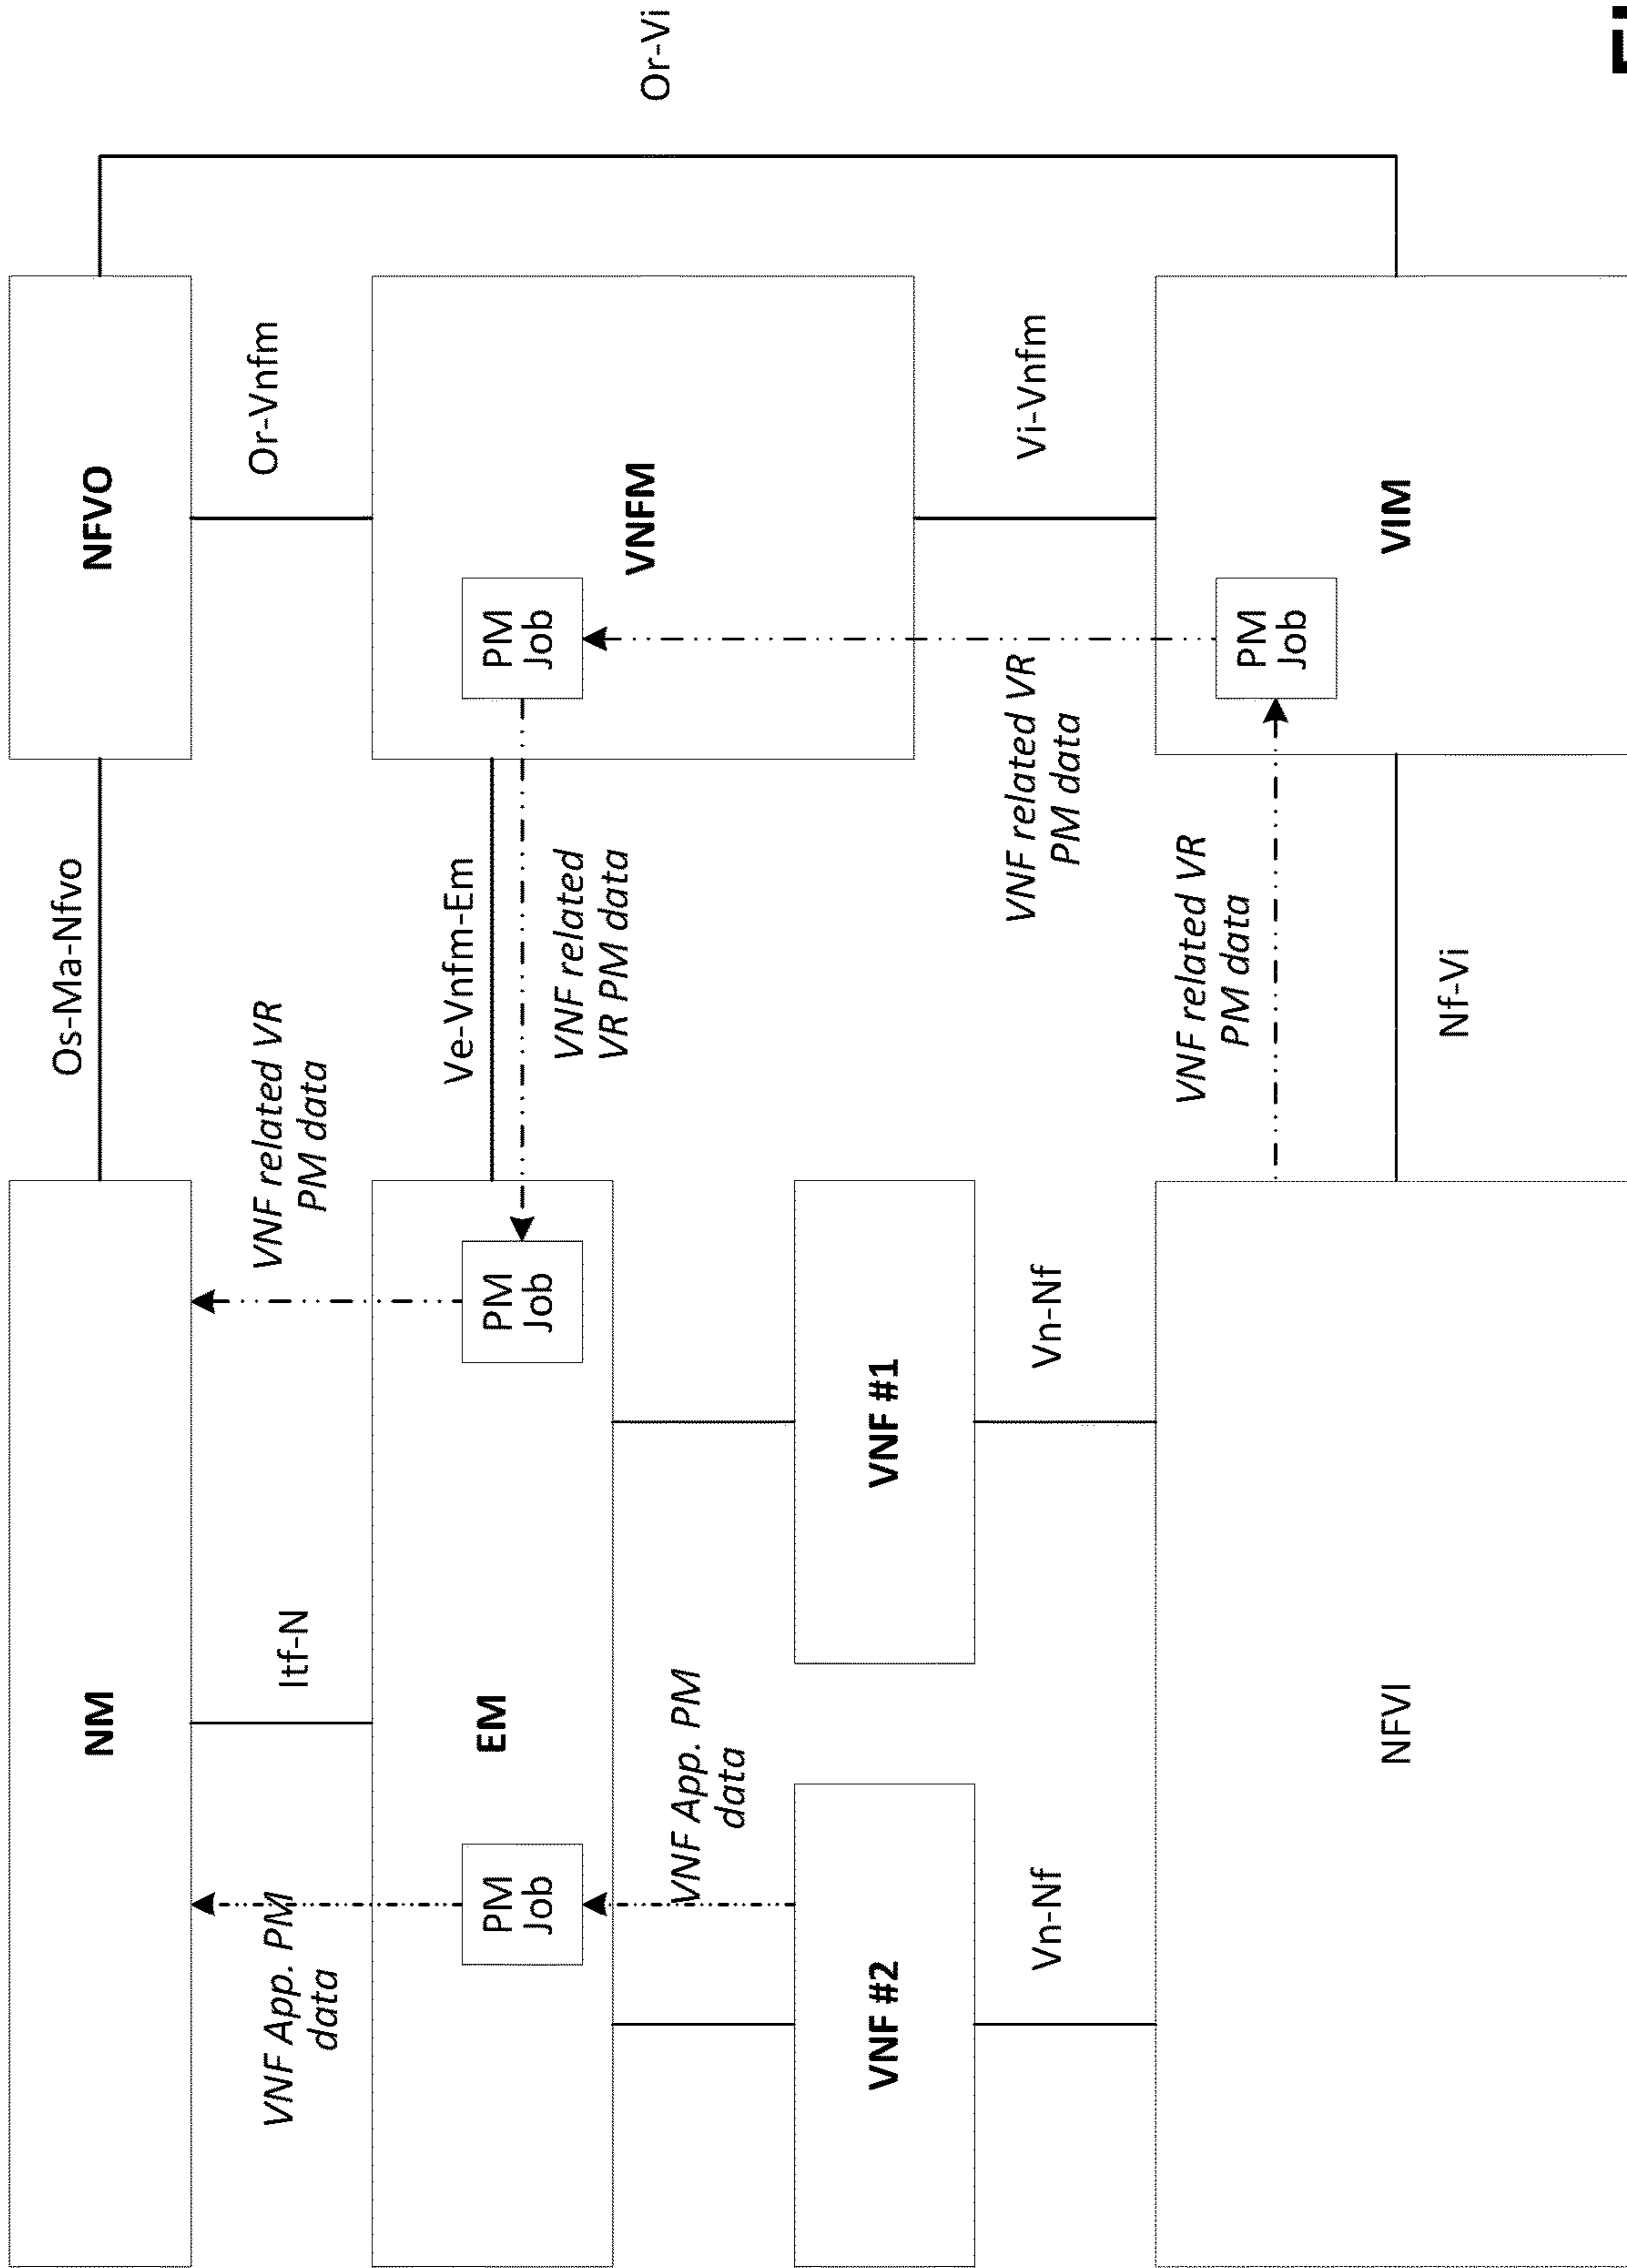 NM
Os-Ma-Nfvo
NFVO
VNF App. PM
data
Itf-N
VNF related VR
PM data
Or-Vnfm
PM
Job
EM
PM
Job
Ve-Vnfm-Em
VNF related
VR PM data
PM
Job
VNFM
Or-Vi
VNF App. PM
data
VNF #2
VNF #1
VNF related VR
PM data
Vi-Vnfm
Vn-Nf
Vn-Nf
VNF related VR
PM data
PM
Job
NFVI
Nf-Vi
VIM